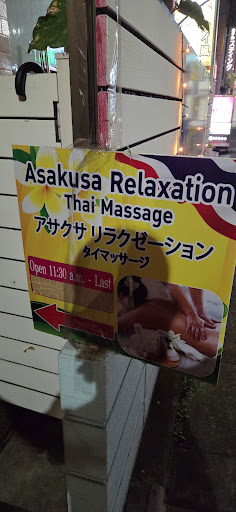 Asakusa Relaxation
Thai Massage
アサクサリラクゼーション
タイマッサージ
Open 11:30 a.m. - Last